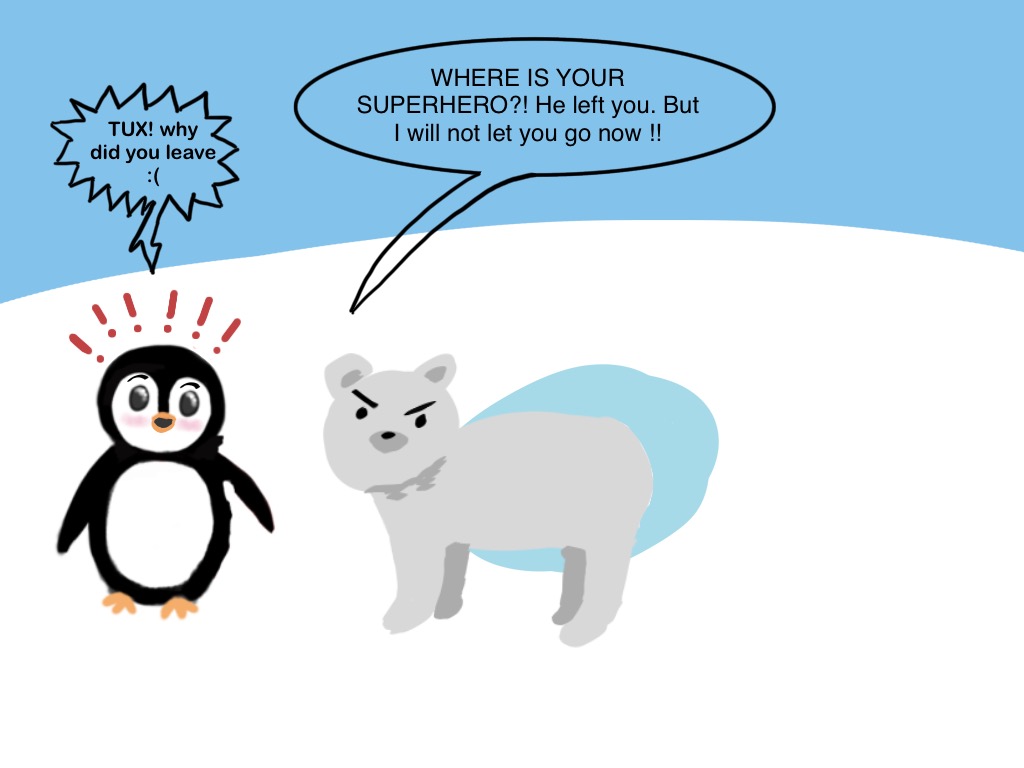 TUX! why
did you leave
:(
WHERE IS YOUR
SUPERHERO?! He left you. But
I will not let you go now !!
! ! ! ! ! !